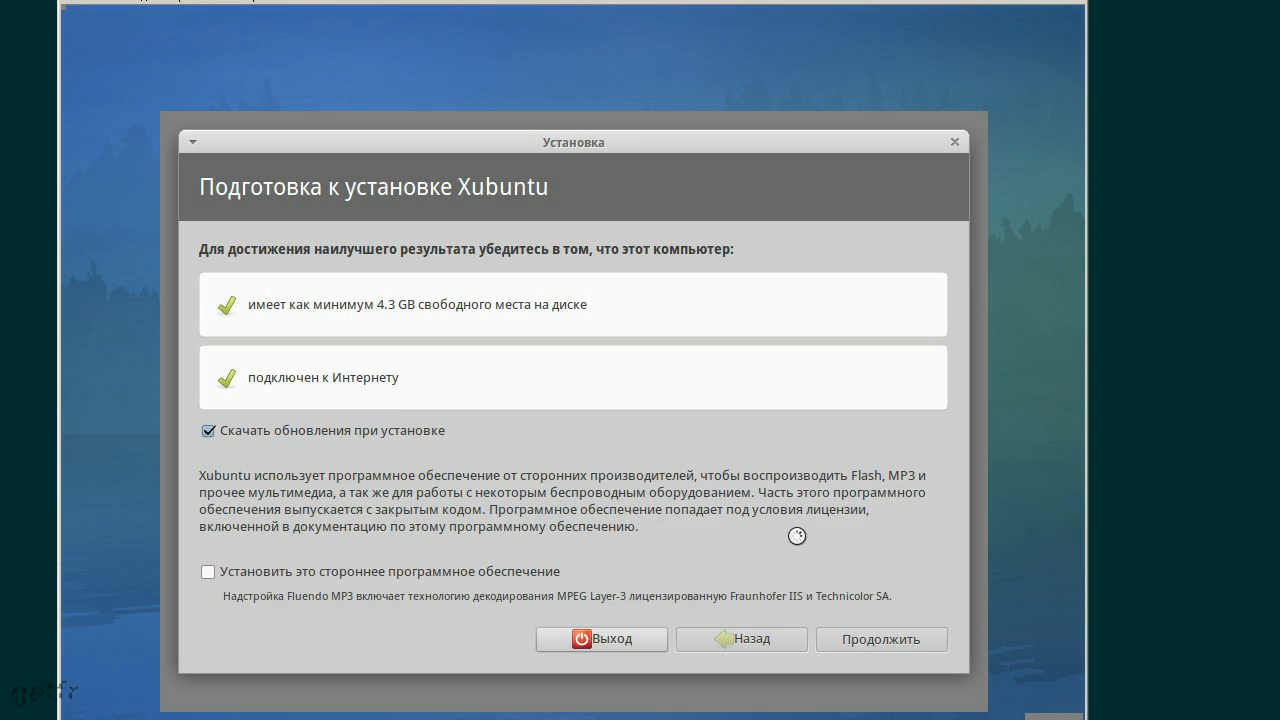 Установка
Подготовка к установке Xubuntu
Для достижения наилучшего результата убедитесь в том, что этот компьютер:
имеет как минимум 4.3 GB свободного места на диске
подключен к Интернету
Скачать обновления при установке
Xubuntu использует программное обеспечение от сторонних производителей, чтобы воспроизводить Flash, MP3 и
прочее мультимедиа, а так же для работы с некоторым беспроводным оборудованием. Часть этого программного
обеспечения выпускается с закрытым кодом. Программное обеспечение попадает под условия лицензии,
включенной в документацию по этому программному обеспечению.
Установить это стороннее программное обеспечение
Надстройка Fluendo MP3 включает технологию декодирования MPEG Layer-3 лицензированную Fraunhofer IIS и Technicolor SA.
Выход
Назад
Продолжить
getfr